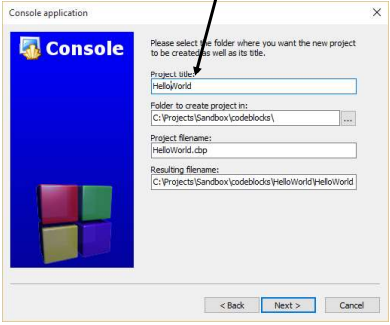 Console application
Console
Please select the folder where you want the new project
to be created as well as its title.
Project title:
HelloWorld
Folder to create project in:
C:\Projects\Sandbox\codeblocks\
...
Project filename:
HelloWorld.cbp
Resulting filename:
C:\Projects\Sandbox\codeblocks\HelloWorld\HelloWorld
< Back Next > Cancel